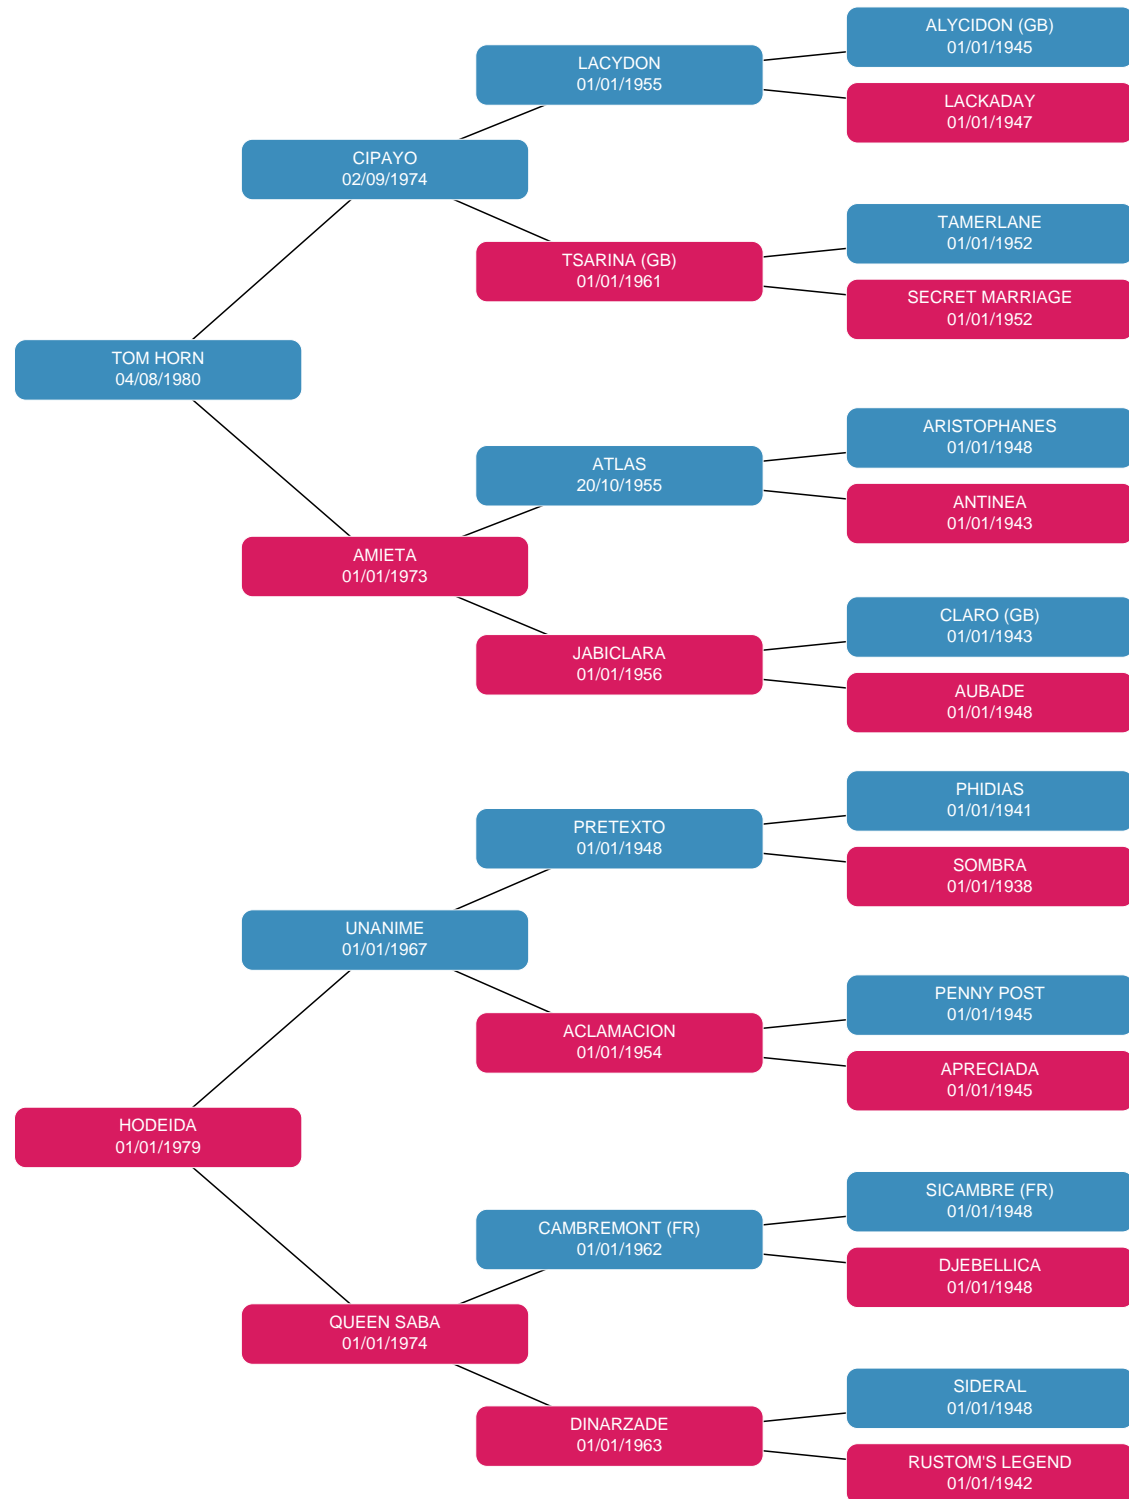 ALYCIDON (GB)
01/01/1945
LACYDON
01/01/1955
LACKADAY
01/01/1947
CIPAYO
02/09/1974
TAMERLANE
01/01/1952
TSARINA (GB)
01/01/1961
SECRET MARRIAGE
01/01/1952
TOM HORN
04/08/1980
ARISTOPHANES
01/01/1948
ATLAS
20/10/1955
ANTINEA
01/01/1943
AMIETA
01/01/1973
CLARO (GB)
01/01/1943
JABICLARA
01/01/1956
AUBADE
01/01/1948
PHIDIAS
01/01/1941
PRETEXTO
01/01/1948
SOMBRA
01/01/1938
UNANIME
01/01/1967
PENNY POST
01/01/1945
ACLAMACION
01/01/1954
APRECIADA
01/01/1945
HODEIDA
01/01/1979
SICAMBRE (FR)
01/01/1948
CAMBREMONT (FR)
01/01/1962
DJEBELLICA
01/01/1948
QUEEN SABA
01/01/1974
SIDERAL
01/01/1948
DINARZADE
01/01/1963
RUSTOM'S LEGEND
01/01/1942